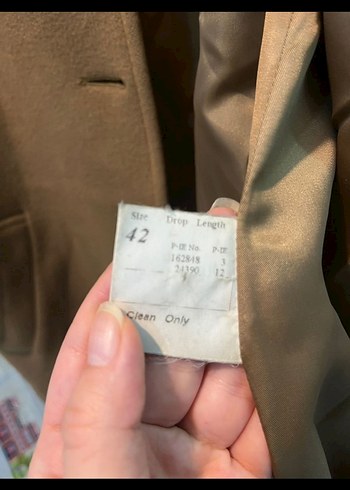 Size Drop Length
42
P-IE No. P-IE
162848 3
24390 12
Clean Only